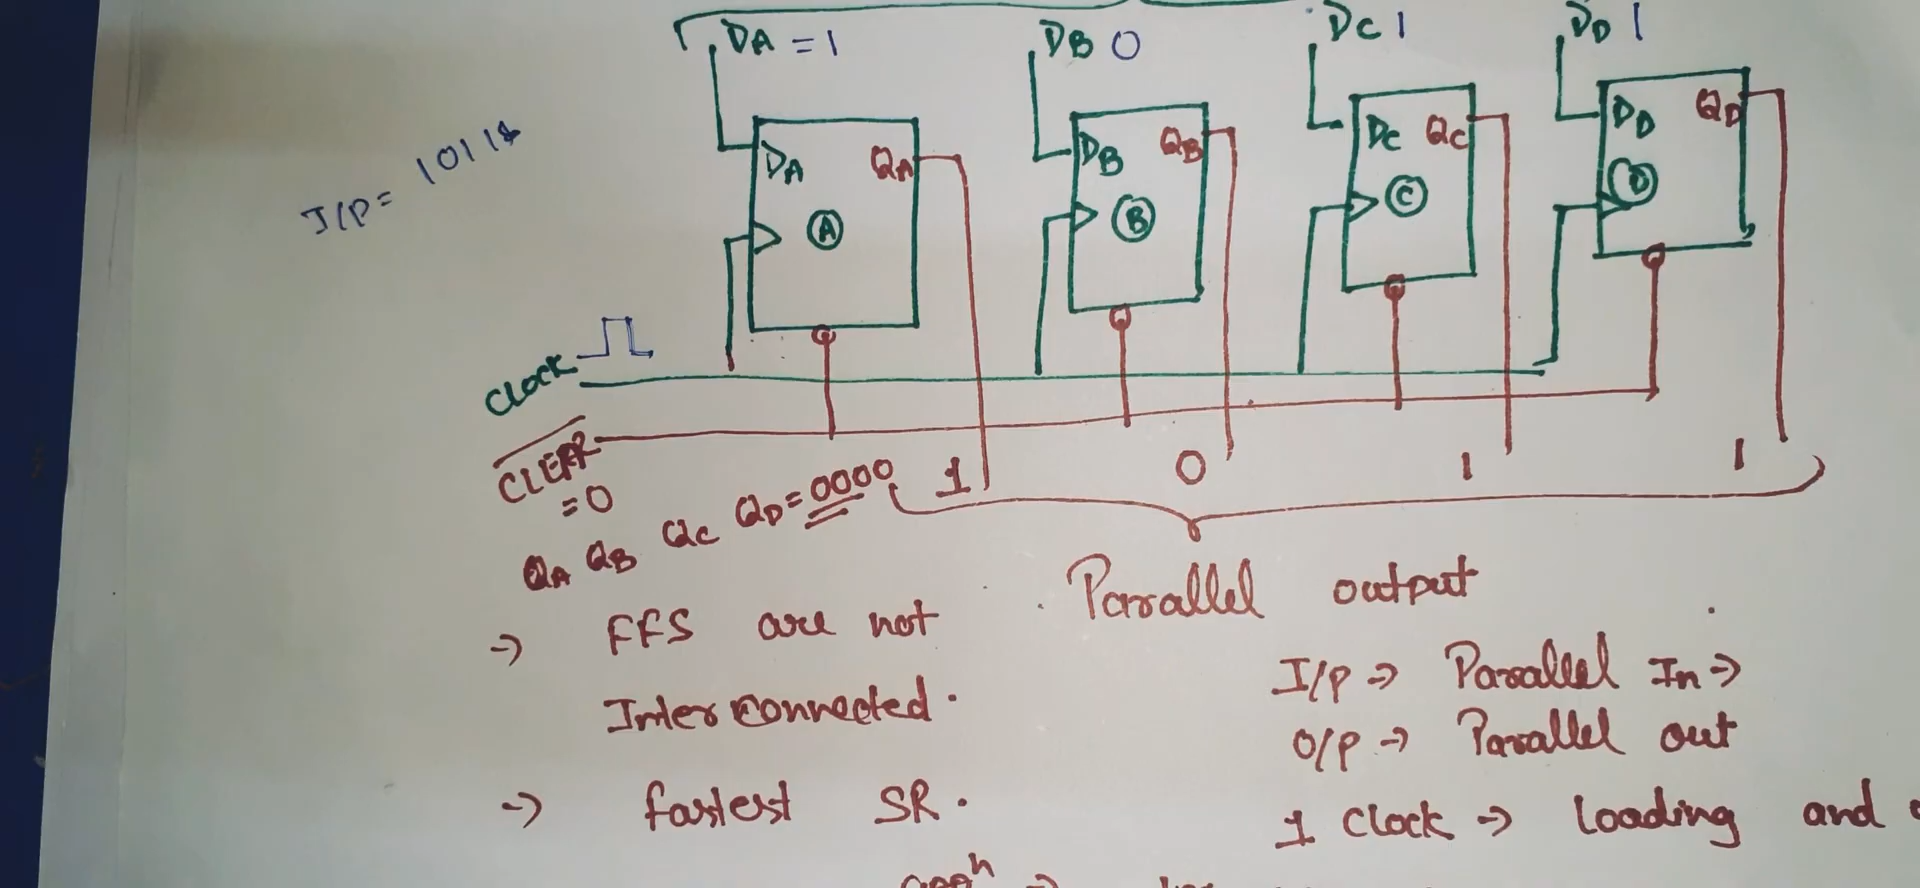 DA = 1 DB 0 DC 1 DD 1
DA QA DB QB DC QC DD QD
A B C D
I/P = 1011
Clock
CLEAR
= 0
1 0 1 1
QA QB QC QD = 0000
Parallel output
→ FFS are not
Inter connected.
I/P → Parallel In →
O/P → Parallel out
→ fastest SR.
1 Clock → loading and